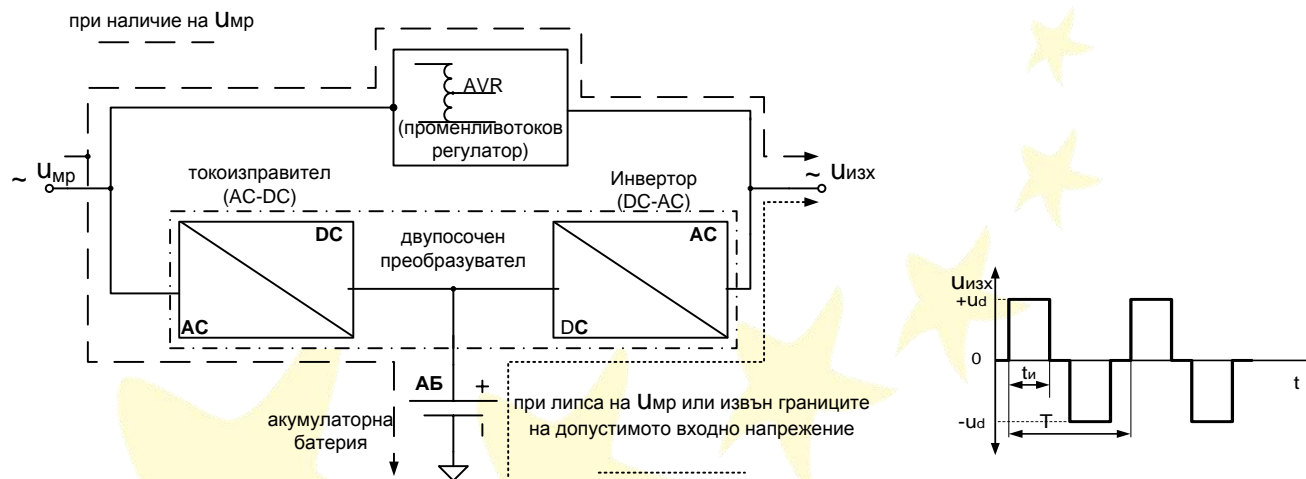 при наличие на uмр
AVR
(променливотоков
регулатор)
~ uмр
~ uизх
токоизправител
(AC-DC)
Инвертор
(DC-AC)
DC
AC
двупосочен
преобразувател
AC
DC
АБ
+
акумулаторна
батерия
при липса на uмр или извън границите
на допустимото входно напрежение
uизх
+ud
0
tи
t
-ud
T